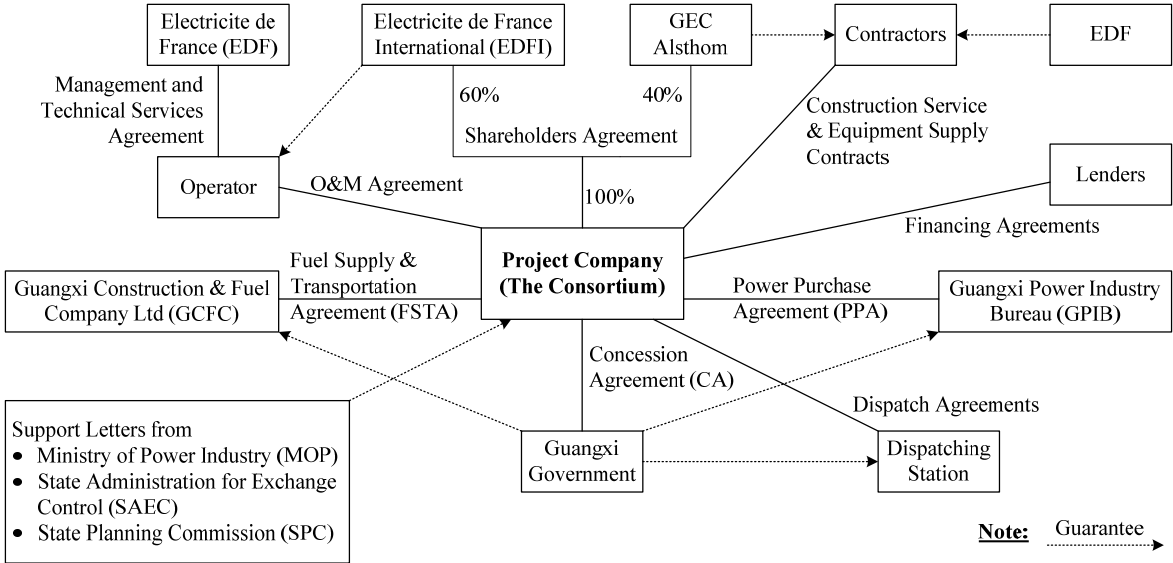 Electricite de
France (EDF)
Electricite de France
International (EDFI)
GEC
Alsthom
Contractors
EDF
Management and
Technical Services
Agreement
60%
40%
Shareholders Agreement
Construction Service
& Equipment Supply
Contracts
Operator
O&M Agreement
100%
Lenders
Financing Agreements
Project Company
(The Consortium)
Guangxi Construction & Fuel
Company Ltd (GCFC)
Fuel Supply &
Transportation
Agreement (FSTA)
Power Purchase
Agreement (PPA)
Guangxi Power Industry
Bureau (GPIB)
Concession
Agreement (CA)
Dispatch Agreements
Support Letters from
● Ministry of Power Industry (MOP)
● State Administration for Exchange
Control (SAEC)
● State Planning Commission (SPC)
Guangxi
Government
Dispatching
Station
Note: Guarantee